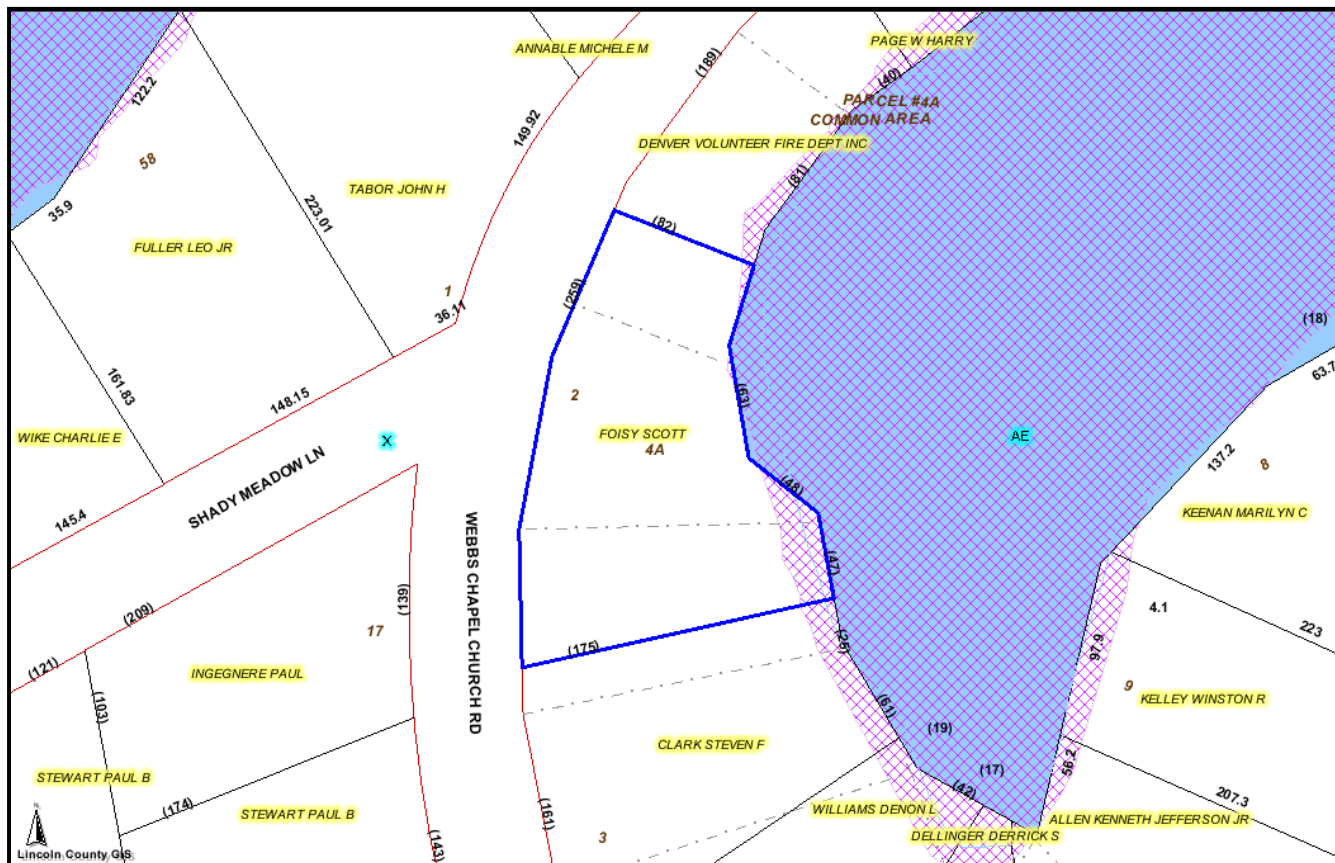 ANNABLE MICHELE M
PAGE W HARRY
(189)
(40)
122.2
PARCEL #4A
COMMON AREA
149.92
58
DENVER VOLUNTEER FIRE DEPT INC
TABOR JOHN H
(81)
35.9
223.01
(82)
FULLER LEO JR
1
36.11
(259)
(18)
63.7
161.83
148.15
2
(63)
WIKE CHARLIE E
X
FOISY SCOTT
4A
AE
137.2
8
SHADY MEADOW LN
(48)
KEENAN MARILYN C
145.4
WEBBS CHAPEL CHURCH RD
(47)
(139)
(209)
4.1
17
223
(175)
(26)
97.9
(121)
INGEGNERE PAUL
9
KELLEY WINSTON R
(103)
(61)
(19)
CLARK STEVEN F
56.2
STEWART PAUL B
(17)
(42)
207.3
(174)
STEWART PAUL B
(161)
WILLIAMS DENON L
ALLEN KENNETH JEFFERSON JR
DELLINGER DERRICK S
3
(143)
N
Lincoln County GIS